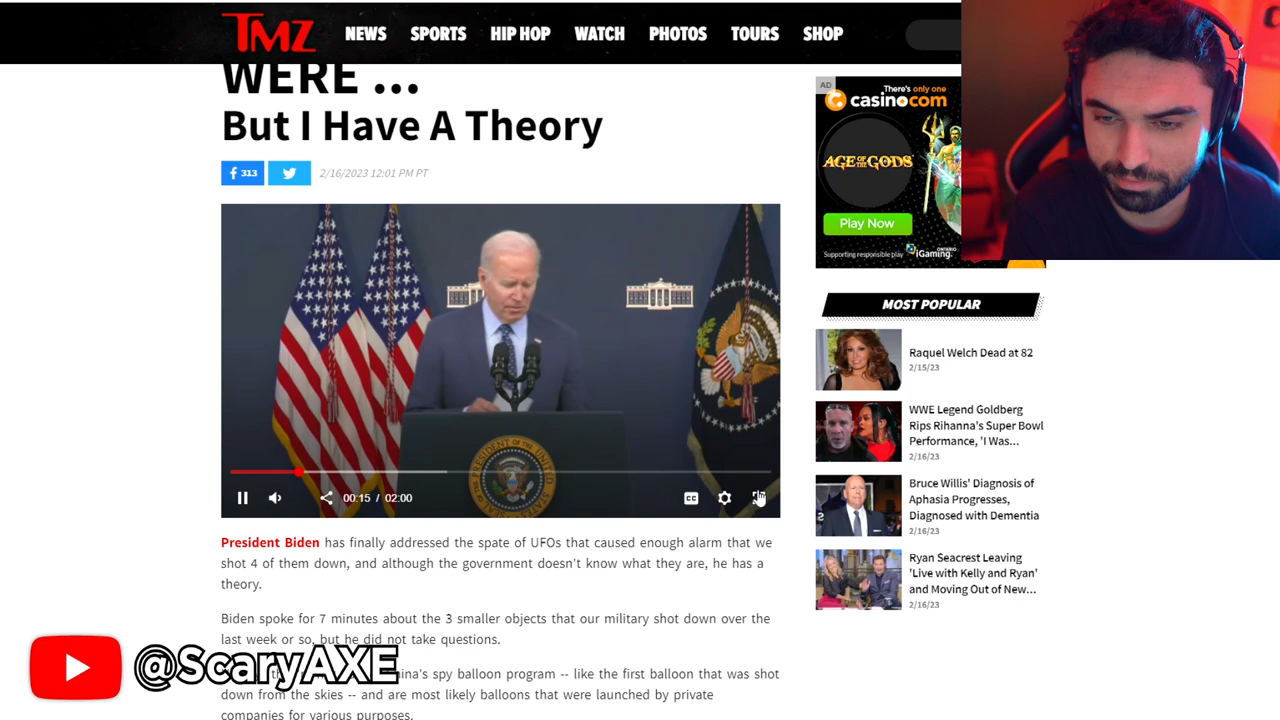 TMZ
NEWS
SPORTS
HIP HOP
WATCH
PHOTOS
TOURS
SHOP
WERE ...
But I Have A Theory
313
2/16/2023 12:01 PM PT
PRESIDENT OF THE
UNITED STATES
00:15 / 02:00
CC
President Biden has finally addressed the spate of UFOs that caused enough alarm that we
shot 4 of them down, and although the government doesn't know what they are, he has a
theory.
Biden spoke for 7 minutes about the 3 smaller objects that our military shot down over the
last week or so, but he did not take questions.
spy balloon program -- like the first balloon that was shot
down from the skies -- and are most likely balloons that were launched by private
companies for various purposes.
@ScaryAXE
AD
There's only one
casino.com
AGE OF THE GODS
Play Now
Supporting responsible play
iGaming
ONTARIO
MOST POPULAR
Raquel Welch Dead at 82
2/15/23
WWE Legend Goldberg
Rips Rihanna's Super Bowl
Performance, 'I Was...
2/16/23
Bruce Willis' Diagnosis of
Aphasia Progresses,
Diagnosed with Dementia
2/16/23
Ryan Seacrest Leaving
'Live with Kelly and Ryan'
and Moving Out of New...
2/16/23